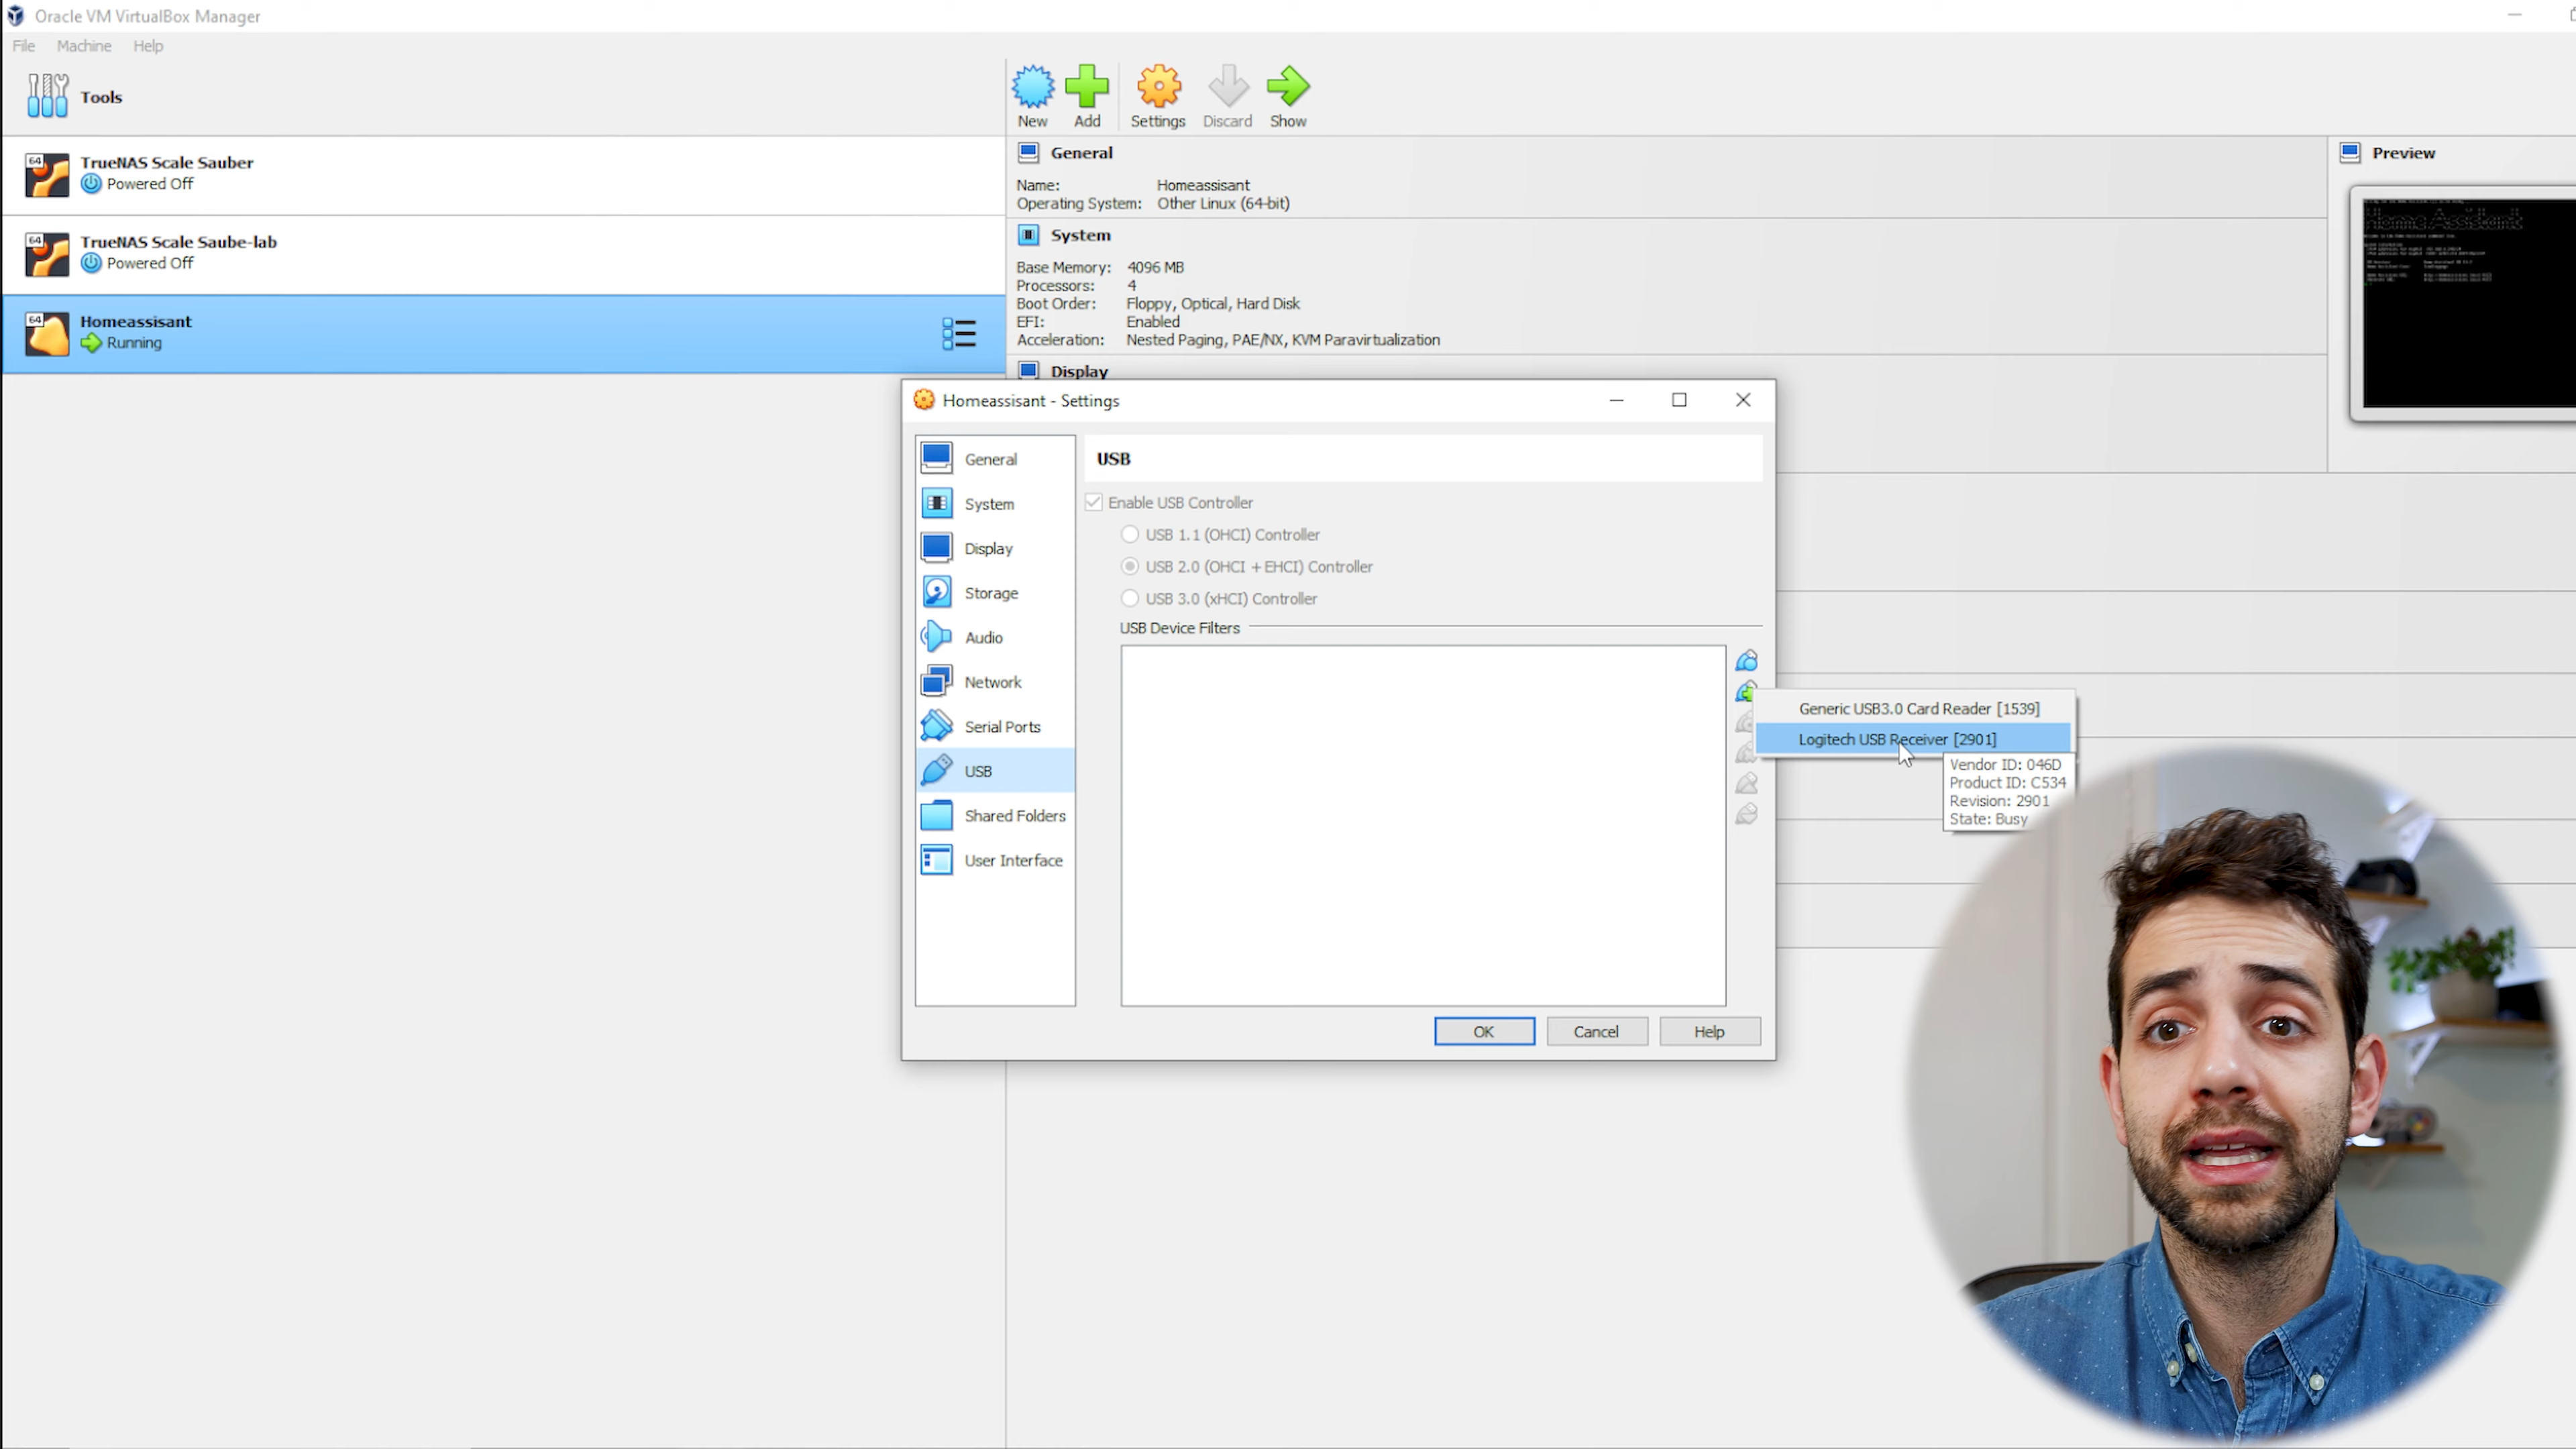 Oracle VM VirtualBox Manager
File Machine Help
Tools
New Add Settings Discard Show
64 TrueNAS Scale Sauber
Powered Off
64 TrueNAS Scale Saube-lab
Powered Off
64 Homeassisant
Running
General
Name: Homeassisant
Operating System: Other Linux (64-bit)
System
Base Memory: 4096 MB
Processors: 4
Boot Order: Floppy, Optical, Hard Disk
EFI: Enabled
Acceleration: Nested Paging, PAE/NX, KVM Paravirtualization
Display
Preview
Home Assistant
Homeassisant - Settings
General
System
Display
Storage
Audio
Network
Serial Ports
USB
Shared Folders
User Interface
USB
Enable USB Controller
USB 1.1 (OHCI) Controller
USB 2.0 (OHCI + EHCI) Controller
USB 3.0 (xHCI) Controller
USB Device Filters
Generic USB3.0 Card Reader [1539]
Logitech USB Receiver [2901]
Vendor ID: 046D
Product ID: C534
Revision: 2901
State: Busy
OK Cancel Help